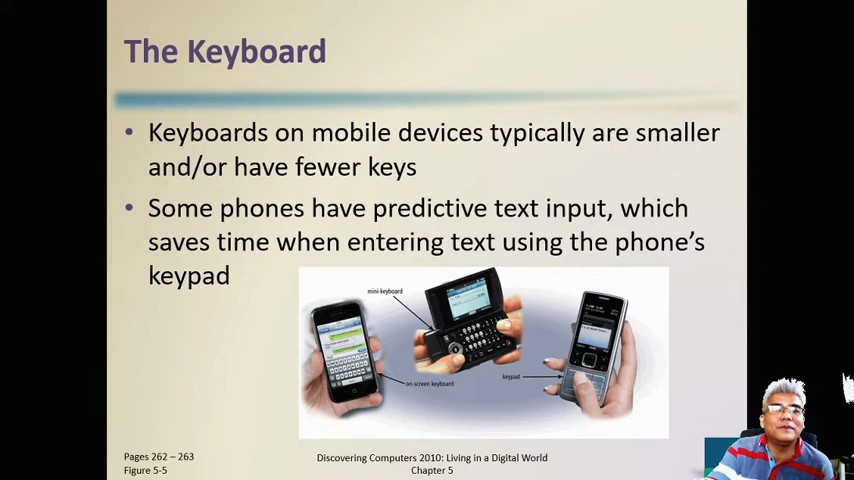 The Keyboard
• Keyboards on mobile devices typically are smaller
and/or have fewer keys
• Some phones have predictive text input, which
saves time when entering text using the phone's
keypad
mini-keyboard
on-screen keyboard
keypad
Pages 262 – 263
Figure 5-5
Discovering Computers 2010: Living in a Digital World
Chapter 5